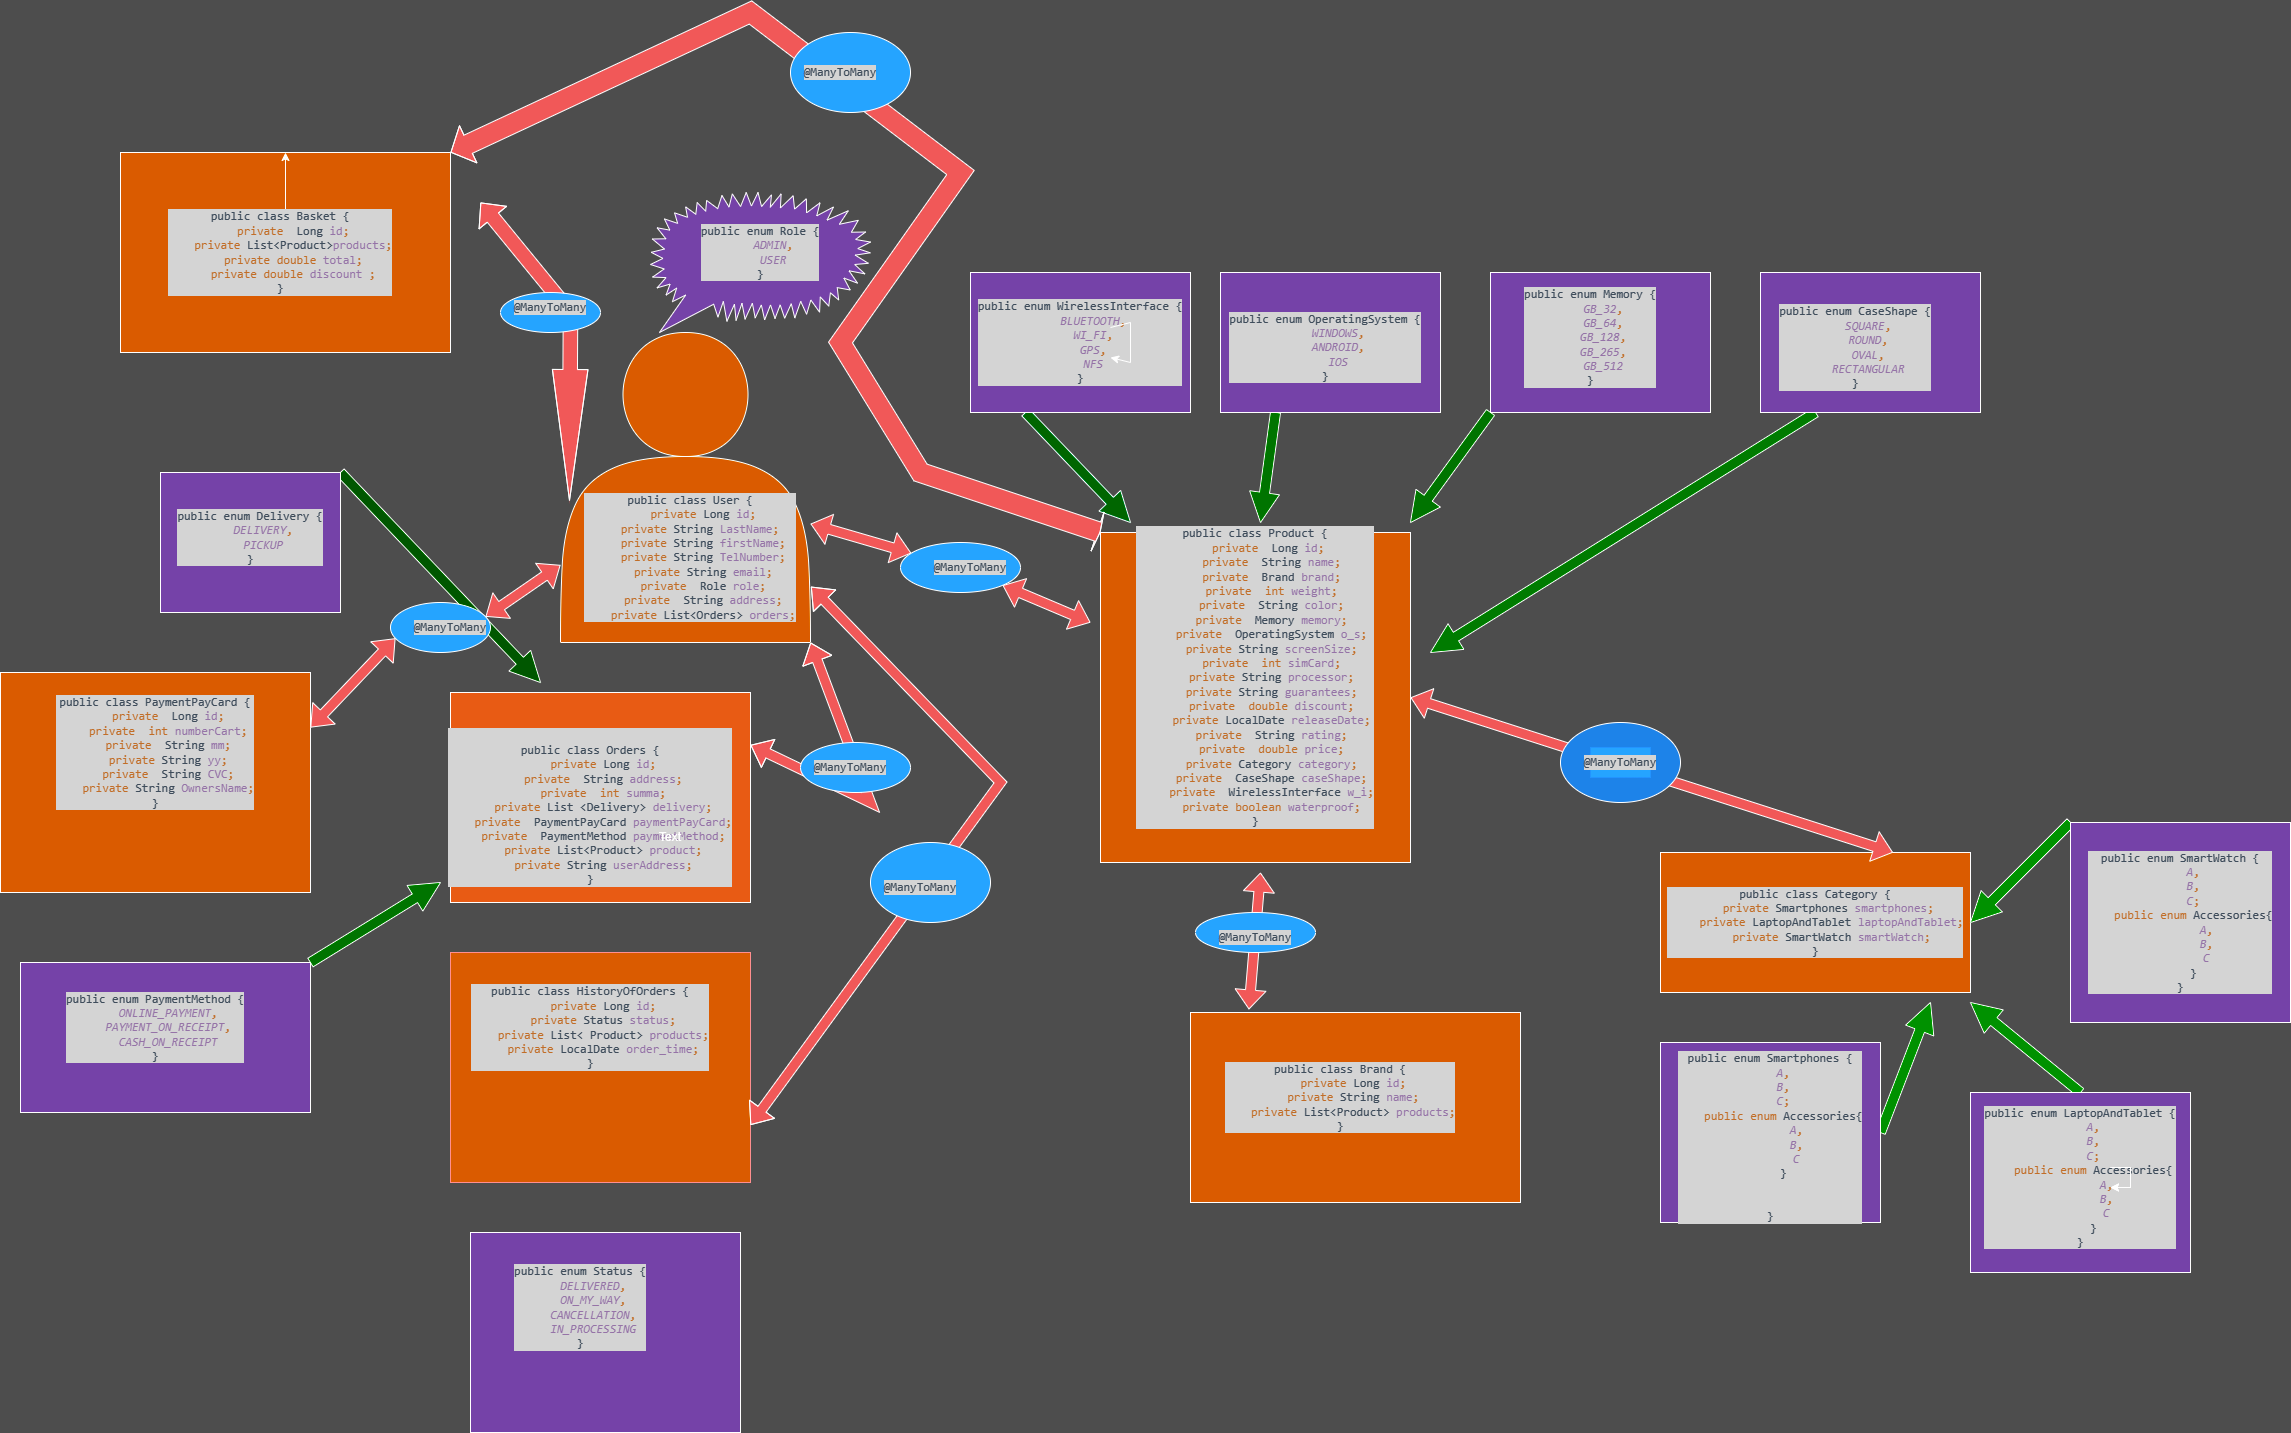 @ManyToMany
public class Basket {
private  Long id;
private List<Product>products;
private double total;
private double discount ;
}
public enum Role {
ADMIN,
USER
}
@ManyToMany
public enum WirelessInterface {
BLUETOOTH,
WI_FI,
GPS,
NFS
}
public enum OperatingSystem {
WINDOWS,
ANDROID,
IOS
}
public enum Memory {
GB_32,
GB_64,
GB_128,
GB_265,
GB_512
}
public enum CaseShape {
SQUARE,
ROUND,
OVAL,
RECTANGULAR
}
public enum Delivery {
DELIVERY,
PICKUP
}
public class User {
private Long id;
private String LastName;
private String firstName;
private String TelNumber;
private String email;
private  Role role;
private  String address;
private List<Orders> orders;
@ManyToMany
@ManyToMany
public class Product {
private  Long id;
private  String name;
private  Brand brand;
private  int weight;
private  String color;
private  Memory memory;
private  OperatingSystem o_s;
private String screenSize;
private  int simCard;
private String processor;
private String guarantees;
private  double discount;
private LocalDate releaseDate;
private  String rating;
private  double price;
private Category category;
private  CaseShape caseShape;
private  WirelessInterface w_i;
private boolean waterproof;
}
public class PaymentPayCard {
private  Long id;
private  int numberCart;
private  String mm;
private String yy;
private  String CVC;
private String OwnersName;
}
public class Orders {
private Long id;
private  String address;
private  int summa;
private List <Delivery> delivery;
private  PaymentPayCard paymentPayCard;
private  PaymentMethod paymentMethod;
Text
private List<Product> product;
private String userAddress;
}
@ManyToMany
@ManyToMany
@ManyToMany
public class Category {
private Smartphones smartphones;
private LaptopAndTablet laptopAndTablet;
private SmartWatch smartWatch;
}
public enum SmartWatch {
A,
B,
C;
public enum Accessories{
A,
B,
C
}
}
public enum PaymentMethod {
ONLINE_PAYMENT,
PAYMENT_ON_RECEIPT,
CASH_ON_RECEIPT
}
public class HistoryOfOrders {
private Long id;
private Status status;
private List< Product> products;
private LocalDate order_time;
}
@ManyToMany
public class Brand {
private Long id;
private String name;
private List<Product> products;
}
public enum Smartphones {
A,
B,
C;
public enum Accessories{
A,
B,
C
}
}
public enum LaptopAndTablet {
A,
B,
C;
public enum Accessories{
A,
B,
C
}
}
public enum Status {
DELIVERED,
ON_MY_WAY,
CANCELLATION,
IN_PROCESSING
}